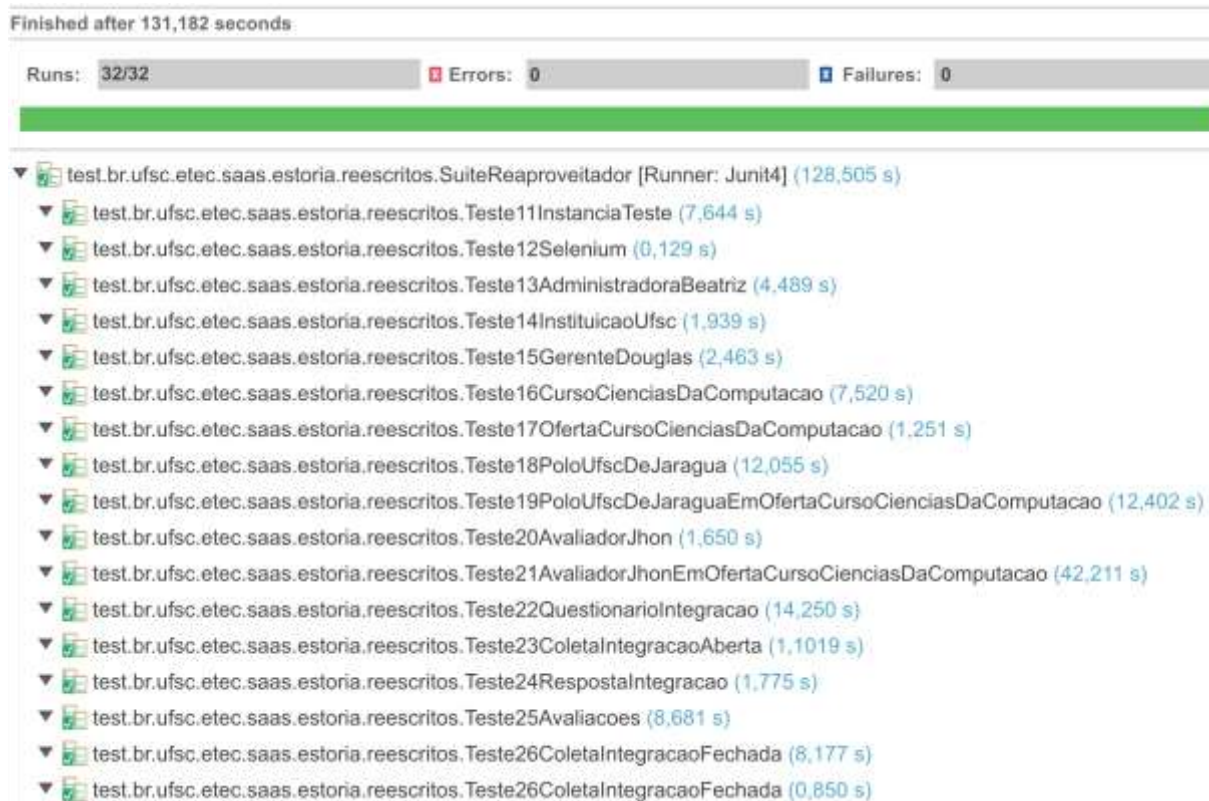 Finished after 131,182 seconds
Runs: 32/32 Errors: 0 Failures: 0
test.br.ufsc.etec.saas.estoria.reescritos.SuiteReaproveitador [Runner: Junit4] (128,505 s)
test.br.ufsc.etec.saas.estoria.reescritos.Teste11InstanciaTeste (7,644 s)
test.br.ufsc.etec.saas.estoria.reescritos.Teste12Selenium (0,129 s)
test.br.ufsc.etec.saas.estoria.reescritos.Teste13AdministradoraBeatriz (4,489 s)
test.br.ufsc.etec.saas.estoria.reescritos.Teste14InstituicaoUfsc (1,939 s)
test.br.ufsc.etec.saas.estoria.reescritos.Teste15GerenteDouglas (2,463 s)
test.br.ufsc.etec.saas.estoria.reescritos.Teste16CursoCienciasDaComputacao (7,520 s)
test.br.ufsc.etec.saas.estoria.reescritos.Teste17OfertaCursoCienciasDaComputacao (1,251 s)
test.br.ufsc.etec.saas.estoria.reescritos.Teste18PoloUfscDeJaragua (12,055 s)
test.br.ufsc.etec.saas.estoria.reescritos.Teste19PoloUfscDeJaraguaEmOfertaCursoCienciasDaComputacao (12,402 s)
test.br.ufsc.etec.saas.estoria.reescritos.Teste20AvaliadorJhon (1,650 s)
test.br.ufsc.etec.saas.estoria.reescritos.Teste21AvaliadorJhonEmOfertaCursoCienciasDaComputacao (42,211 s)
test.br.ufsc.etec.saas.estoria.reescritos.Teste22QuestionarioIntegracao (14,250 s)
test.br.ufsc.etec.saas.estoria.reescritos.Teste23ColetaIntegracaoAberta (1,1019 s)
test.br.ufsc.etec.saas.estoria.reescritos.Teste24RespostaIntegracao (1,775 s)
test.br.ufsc.etec.saas.estoria.reescritos.Teste25Avaliacoes (8,681 s)
test.br.ufsc.etec.saas.estoria.reescritos.Teste26ColetaIntegracaoFechada (8,177 s)
test.br.ufsc.etec.saas.estoria.reescritos.Teste26ColetaIntegracaoFechada (0,850 s)